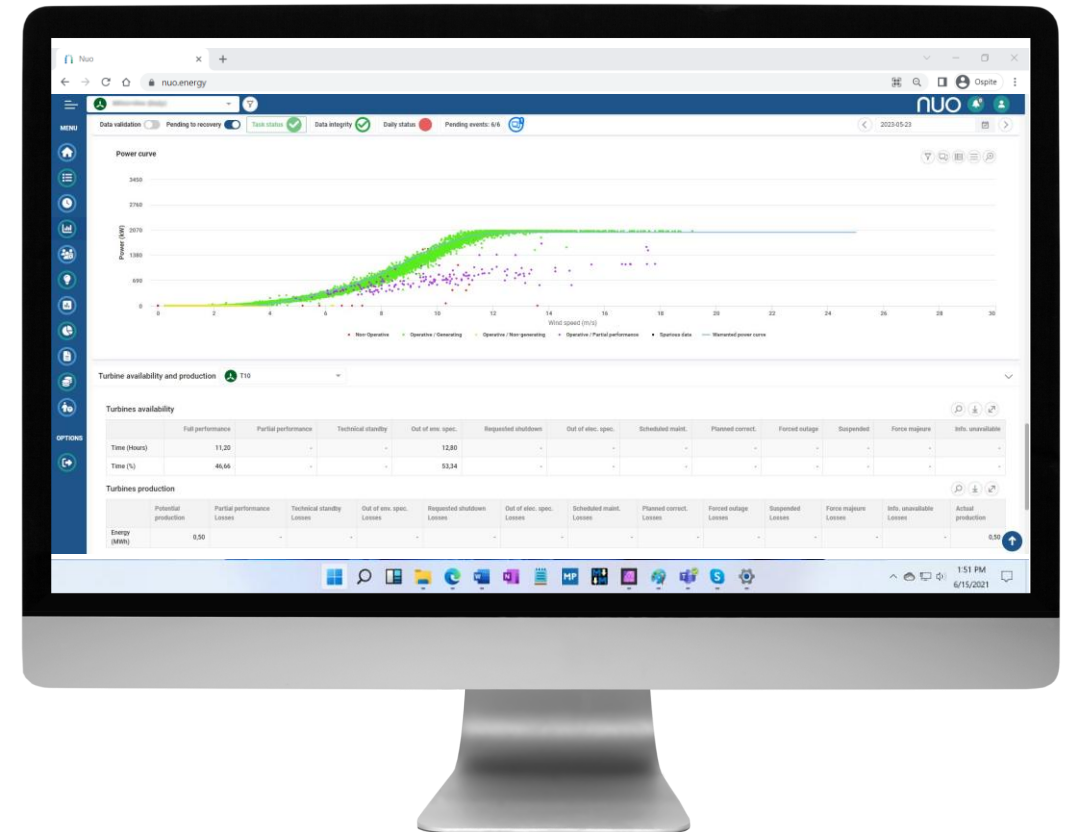 Nuo
nuo.energy
Ospite
nuo
MENU
Data validation
Pending to recovery
Task status
Data integrity
Daily status
Pending events: 6/6
2023-05-23
Power curve
3450
2760
2070
1380
690
0
Power (kW)
0 2 4 6 8 10 12 14 16 18 20 22 24 26 28 30
Wind speed (m/s)
Non-Operative Operative / Generating Operative / Non-generating Operative / Partial performance Spurious data Warranted power curve
Turbine availability and production T10
OPTIONS
Turbines availability
Full performance Partial performance Technical standby Out of env. spec. Requested shutdown Out of elec. spec. Scheduled maint. Planned correct. Forced outage Suspended Force majeure Info. unavailable
Time (Hours) 11,20 - - 12,80 - - - - - - - -
Time (%) 46,66 - - 53,34 - - - - - - - -
Turbines production
Potential production Partial performance Losses Technical standby Losses Out of env. spec. Losses Requested shutdown Losses Out of elec. spec. Losses Scheduled maint. Losses Planned correct. Losses Forced outage Losses Suspended Losses Force majeure Losses Info. unavailable Losses Actual production
Energy (MWh) 0,50 - - - - - - - - - - - 0,50
MP
1:51 PM
6/15/2021